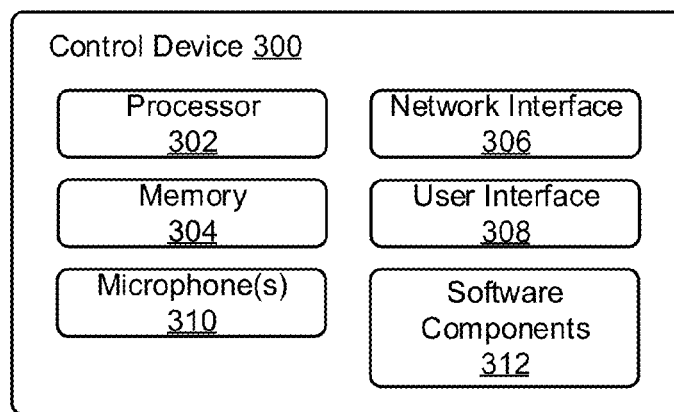 Control Device 300
Processor
302
Network Interface
306
Memory
304
User Interface
308
Microphone(s)
310
Software
Components
312